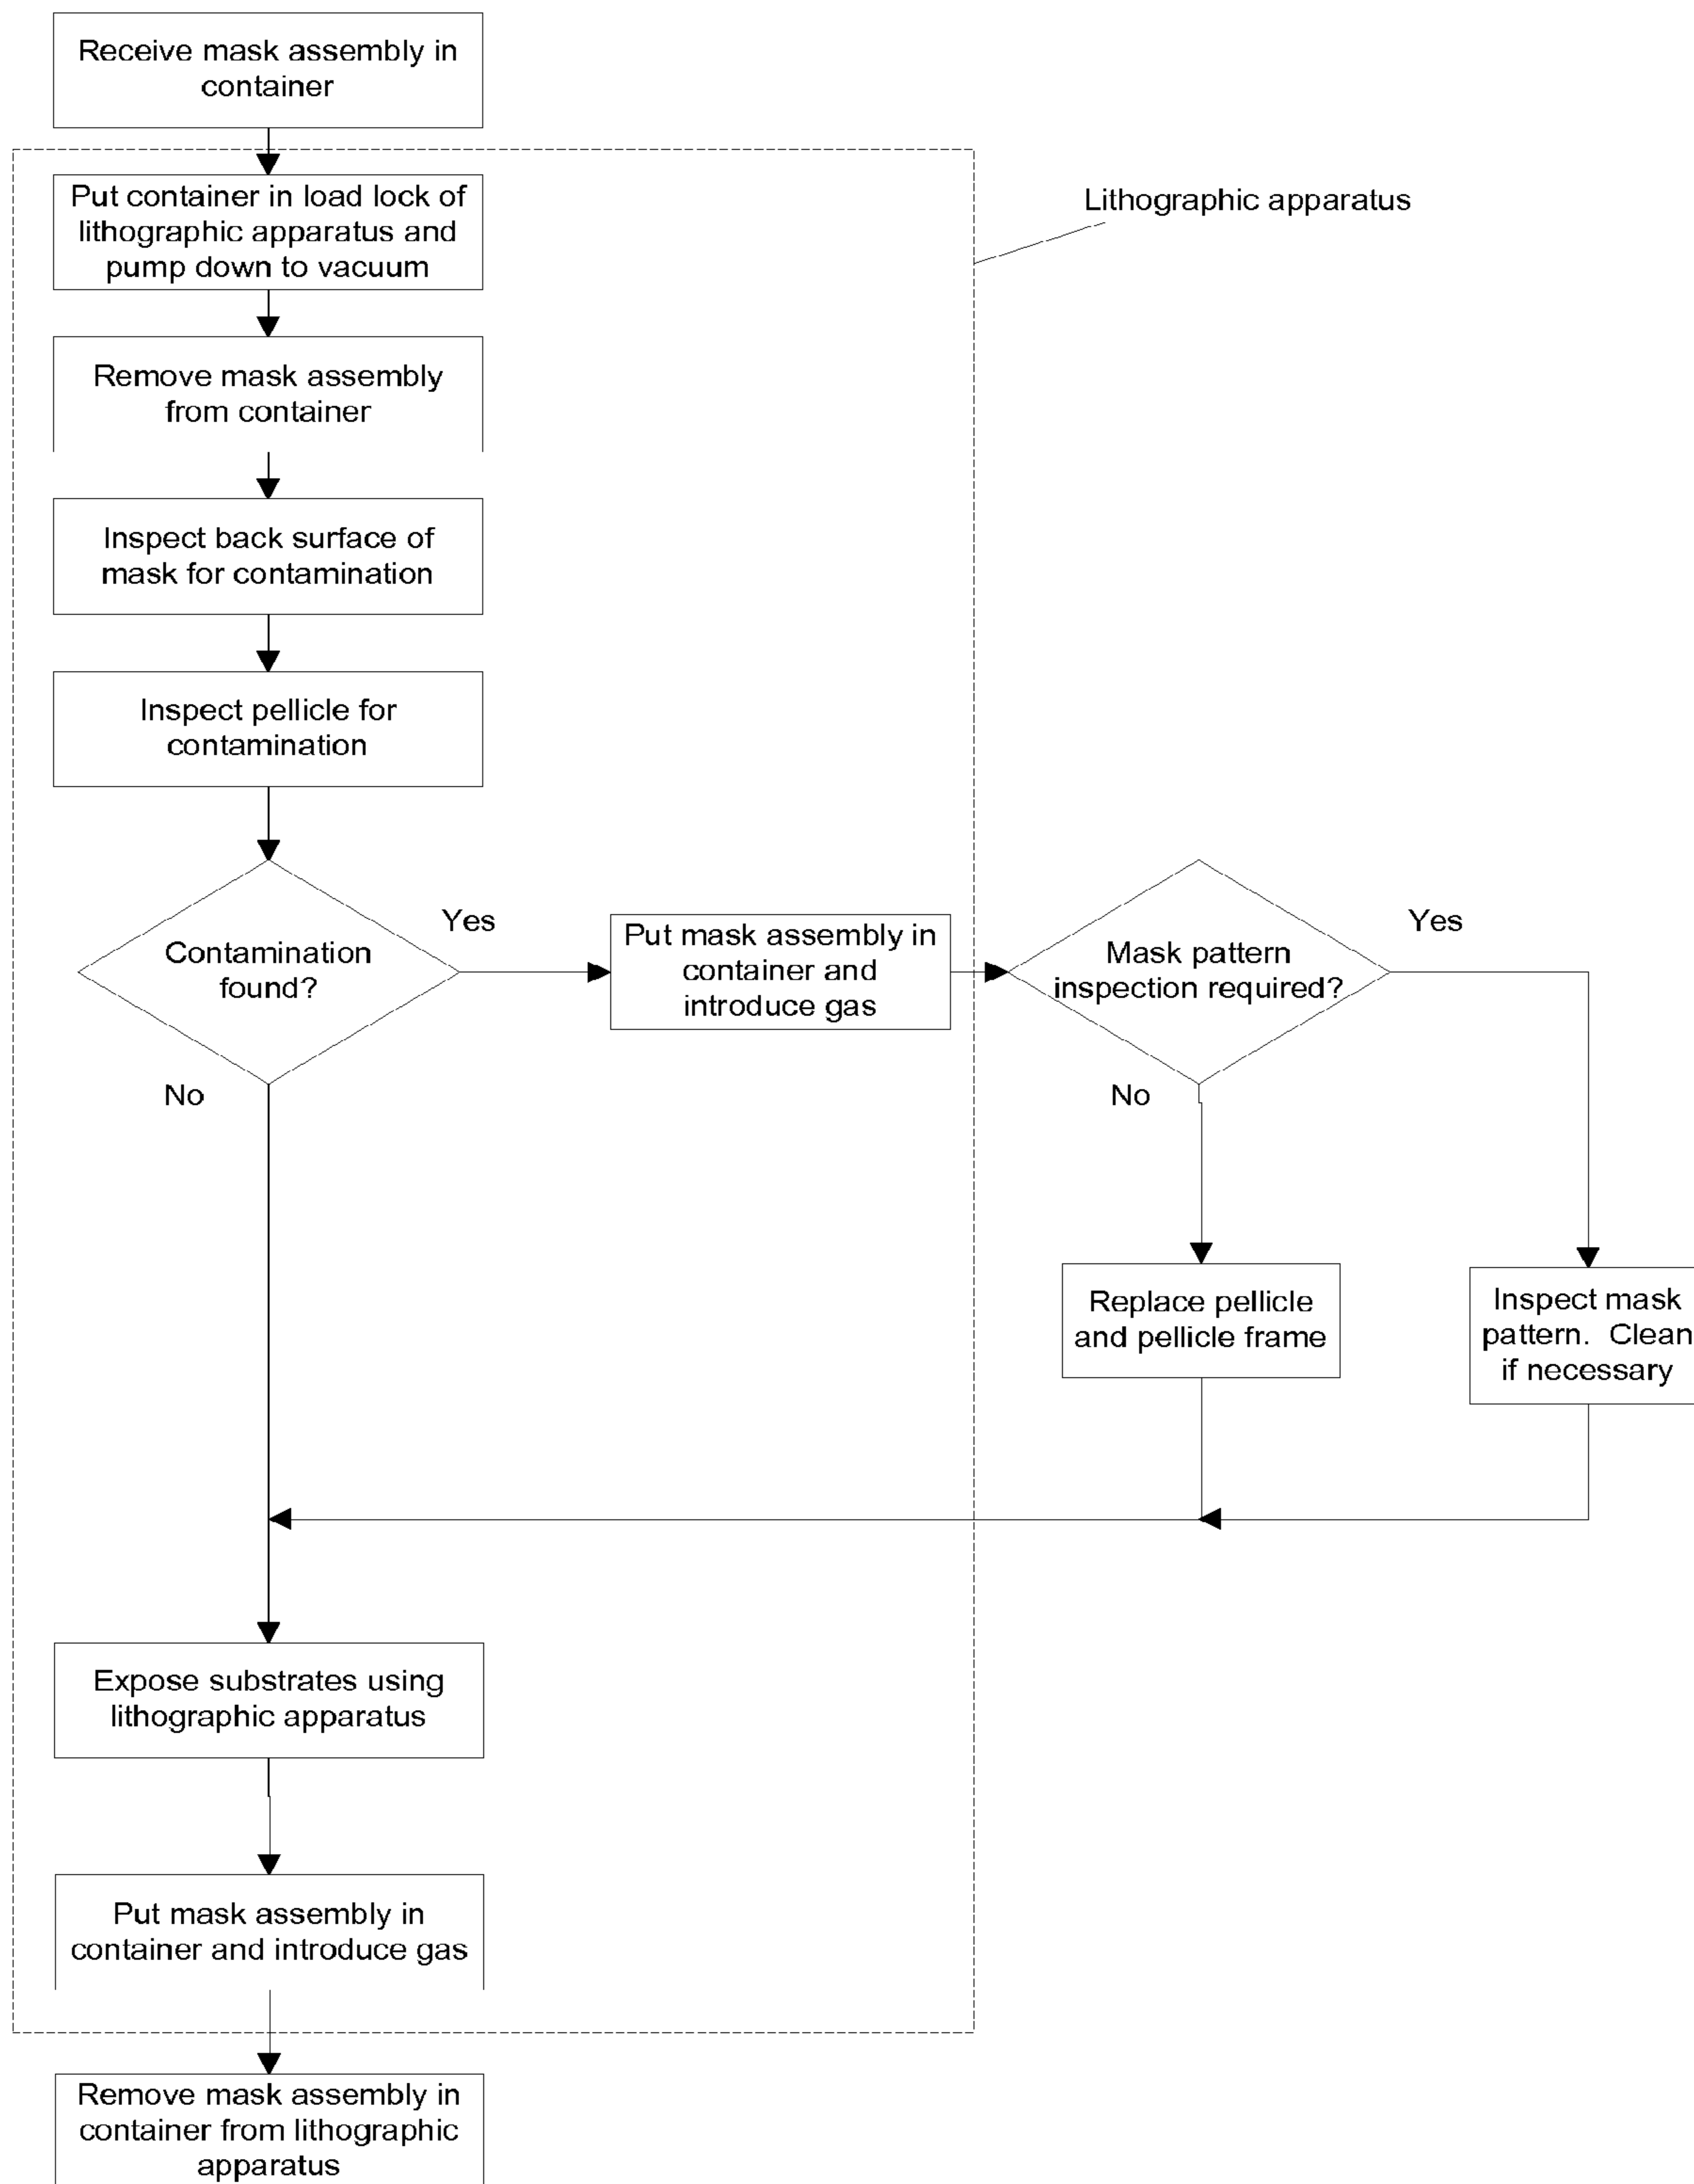 Receive mask assembly in
container
Put container in load lock of
lithographic apparatus and
pump down to vacuum
Lithographic apparatus
Remove mask assembly
from container
Inspect back surface of
mask for contamination
Inspect pellicle for
contamination
Contamination
found?
Yes
No
Put mask assembly in
container and
introduce gas
Mask pattern
inspection required?
Yes
No
Replace pellicle
and pellicle frame
Inspect mask
pattern. Clean
if necessary
Expose substrates using
lithographic apparatus
Put mask assembly in
container and introduce gas
Remove mask assembly in
container from lithographic
apparatus